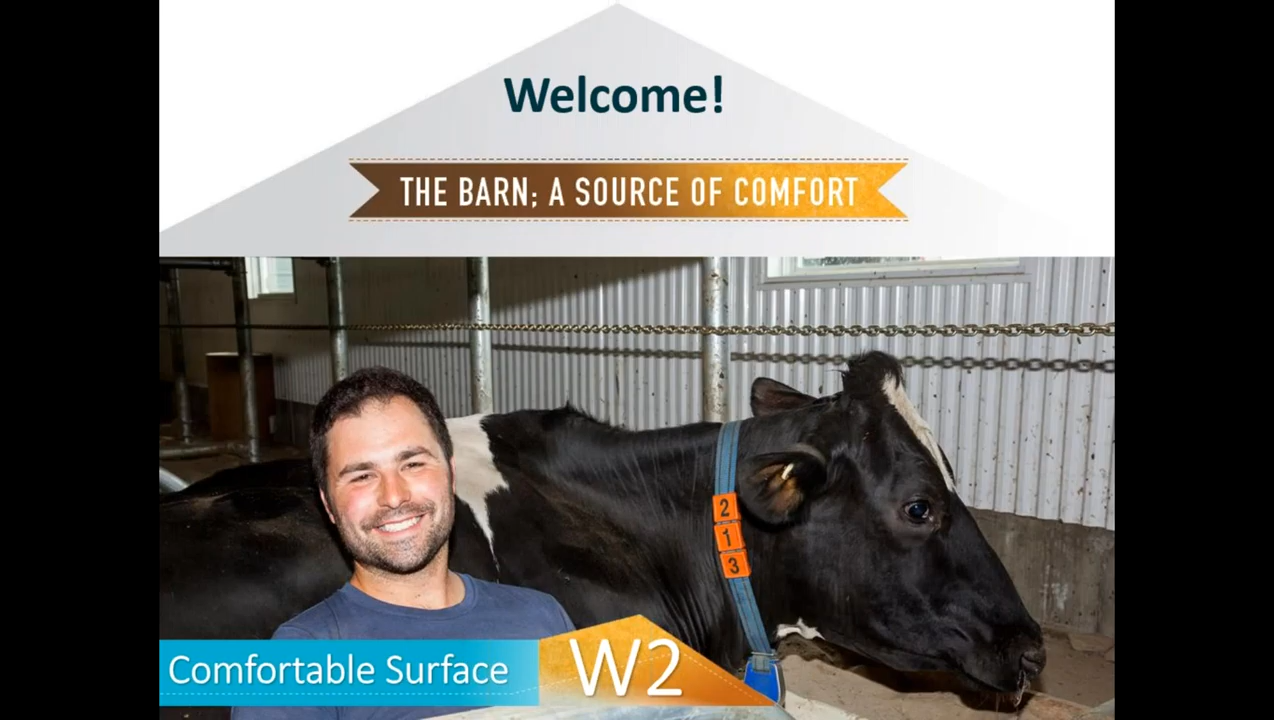 Welcome!
THE BARN; A SOURCE OF COMFORT
2
1
3
Comfortable Surface
W2